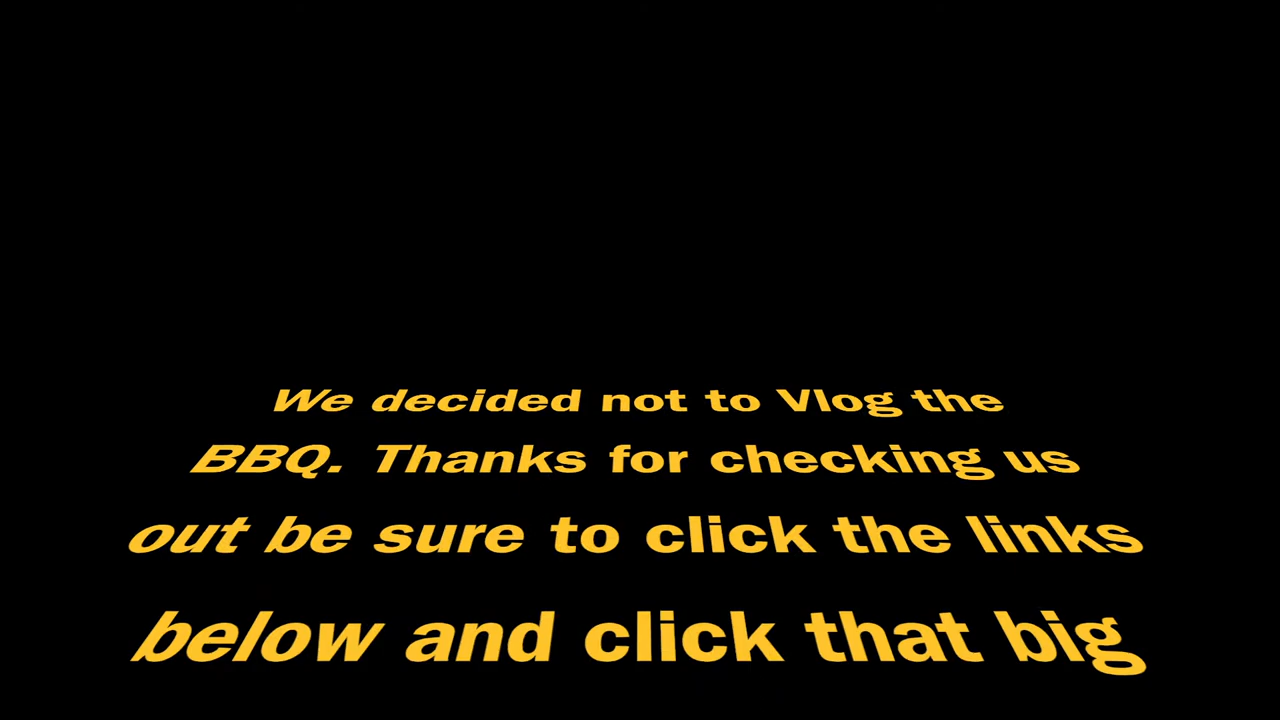 We decided not to Vlog the
BBQ. Thanks for checking us
out be sure to click the links
below and click that big